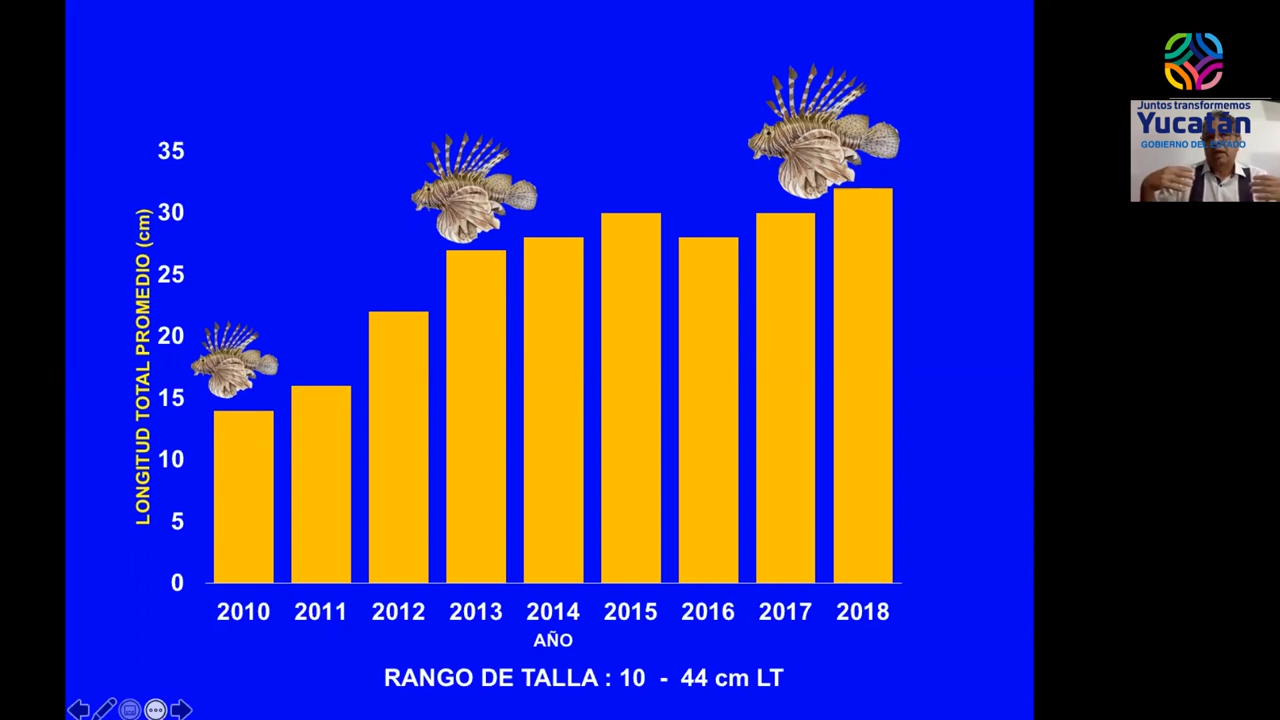 Juntos transformemos
Yucatán
GOBIERNO DEL ESTADO
LONGITUD TOTAL PROMEDIO (cm)
35
30
25
20
15
10
5
0
2010 2011 2012 2013 2014 2015 2016 2017 2018
AÑO
RANGO DE TALLA : 10 - 44 cm LT